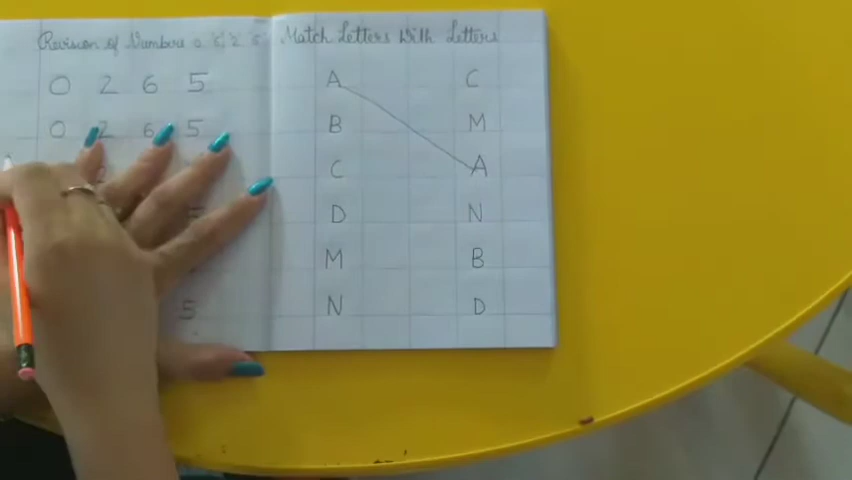 Revision of Numbers 0, 2, 6, 5
0 2 6 5
0 2 6 5
5
Match Letters With Letters
A C
B M
C A
D N
M B
N D